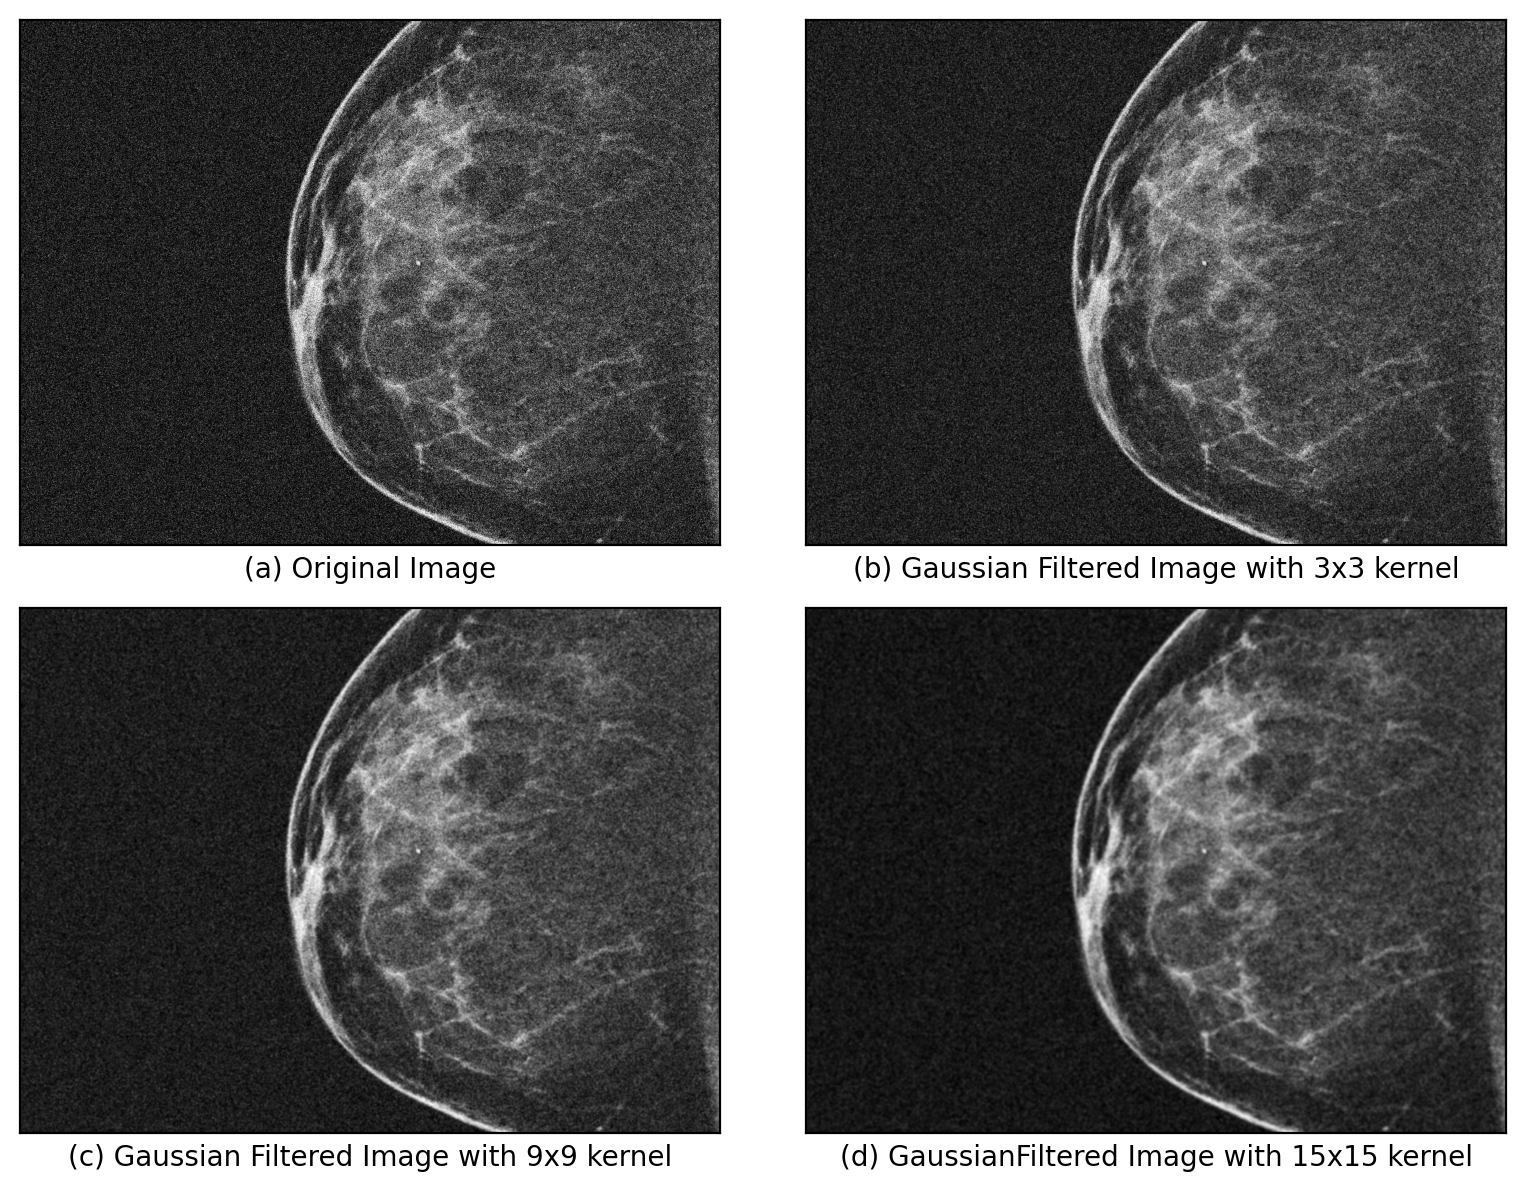 (a) Original Image
(b) Gaussian Filtered Image with 3x3 kernel
(c) Gaussian Filtered Image with 9x9 kernel
(d) GaussianFiltered Image with 15x15 kernel